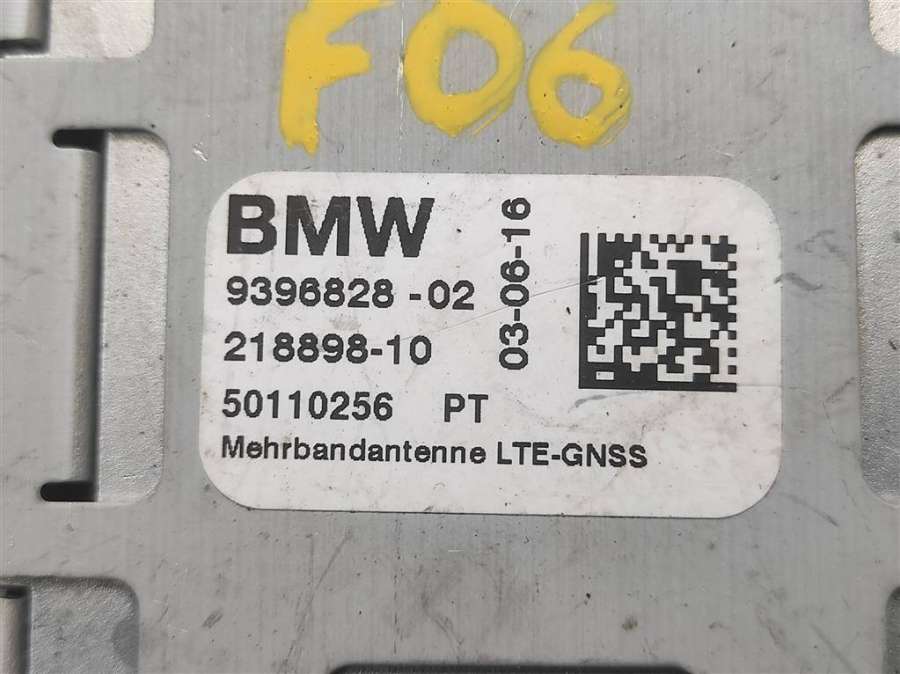 F06
BMW
9396828-02
218898-10
50110256 PT
Mehrbandantenne LTE-GNSS
03-06-16